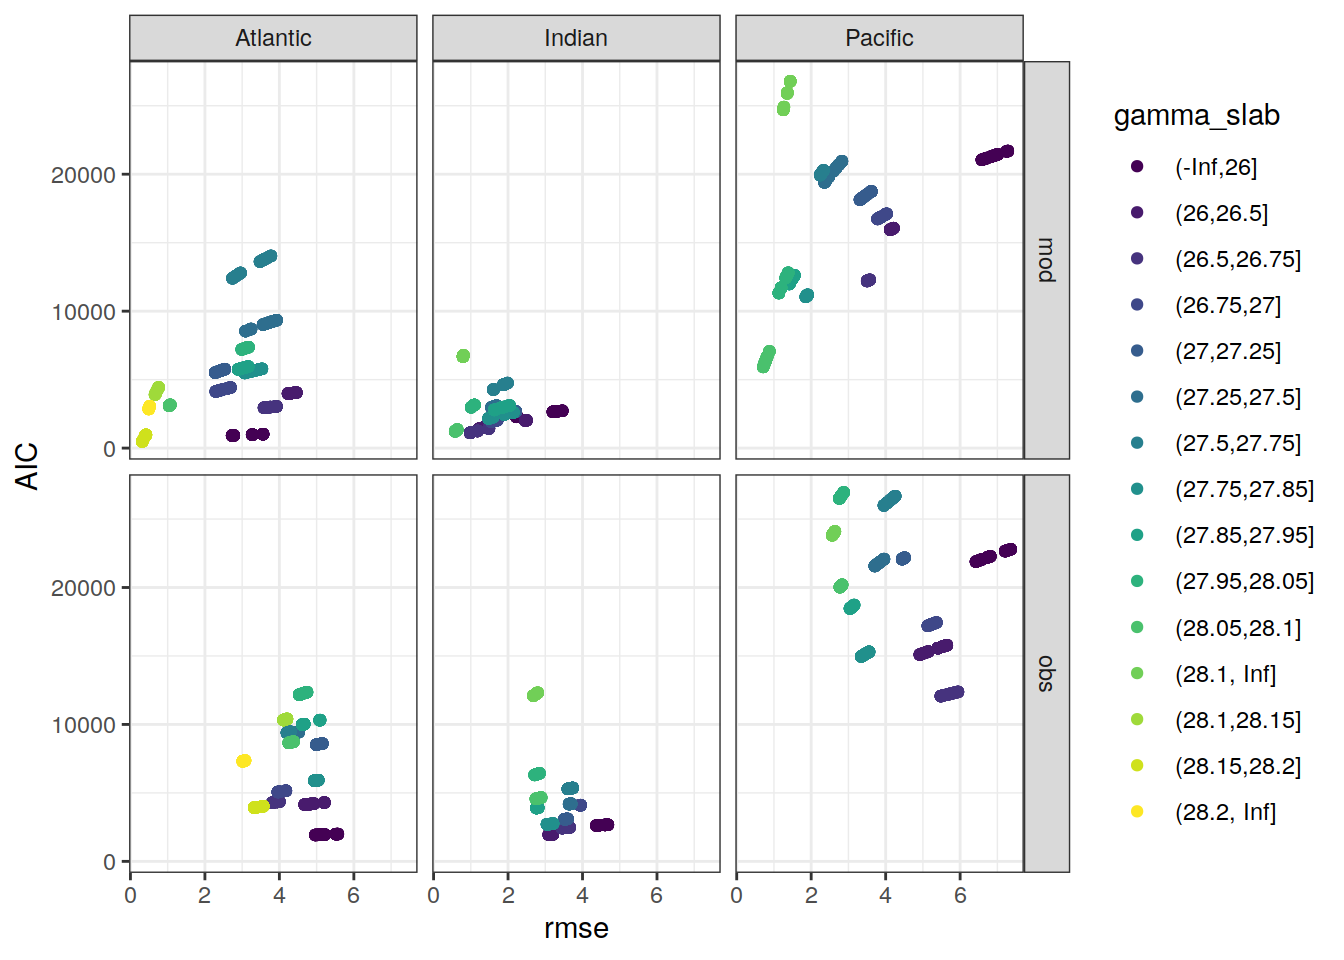 Atlantic
Indian
Pacific
mod
obs
AIC
20000
10000
0
20000
10000
0
0 2 4 6
0 2 4 6
0 2 4 6
rmse
gamma_slab
(-Inf,26]
(26,26.5]
(26.5,26.75]
(26.75,27]
(27,27.25]
(27.25,27.5]
(27.5,27.75]
(27.75,27.85]
(27.85,27.95]
(27.95,28.05]
(28.05,28.1]
(28.1, Inf]
(28.1,28.15]
(28.15,28.2]
(28.2, Inf]